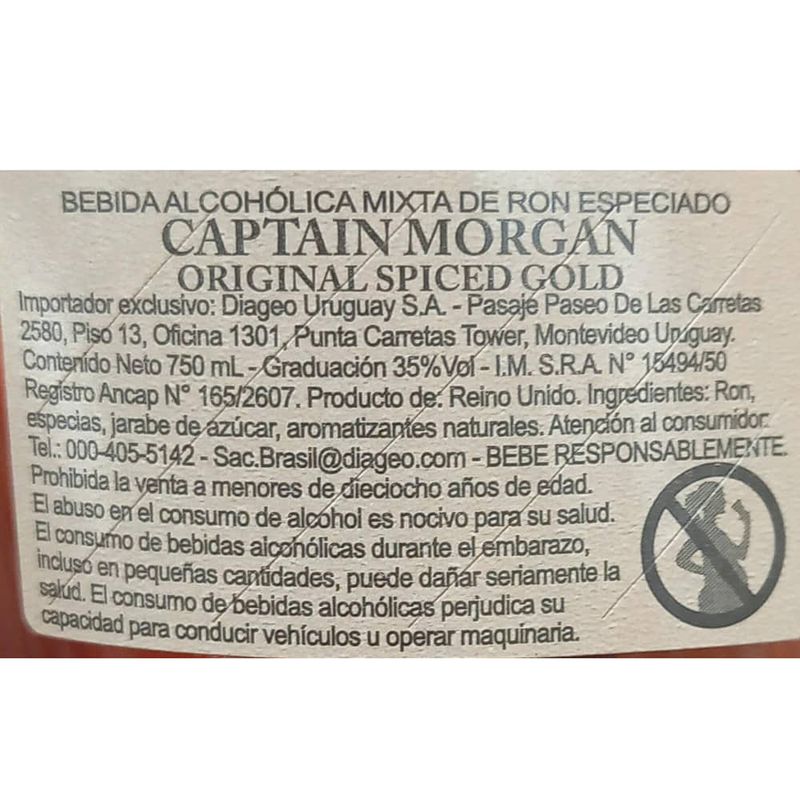 BEBIDA ALCOHÓLICA MIXTA DE RON ESPECIADO
CAPTAIN MORGAN
ORIGINAL SPICED GOLD
Importador exclusivo: Diageo Uruguay S.A. - Pasaje Paseo De Las Carretas
2580, Piso 13, Oficina 1301, Punta Carretas Tower, Montevideo Uruguay.
Contenido Neto 750 mL - Graduación 35%Vol - I.M. S.R.A. N° 15494/50
Registro Ancap N° 165/2607. Producto de: Reino Unido. Ingredientes: Ron,
especias, jarabe de azúcar, aromatizantes naturales. Atención al consumidor:
Tel.: 000-405-5142 - Sac.Brasil@diageo.com - BEBE RESPONSABLEMENTE.
Prohibida la venta a menores de dieciocho años de edad.
El abuso en el consumo de alcohol es nocivo para su salud.
El consumo de bebidas alcohólicas durante el embarazo,
incluso en pequeñas cantidades, puede dañar seriamente la
salud. El consumo de bebidas alcohólicas perjudica su
capacidad para conducir vehículos u operar maquinaria.